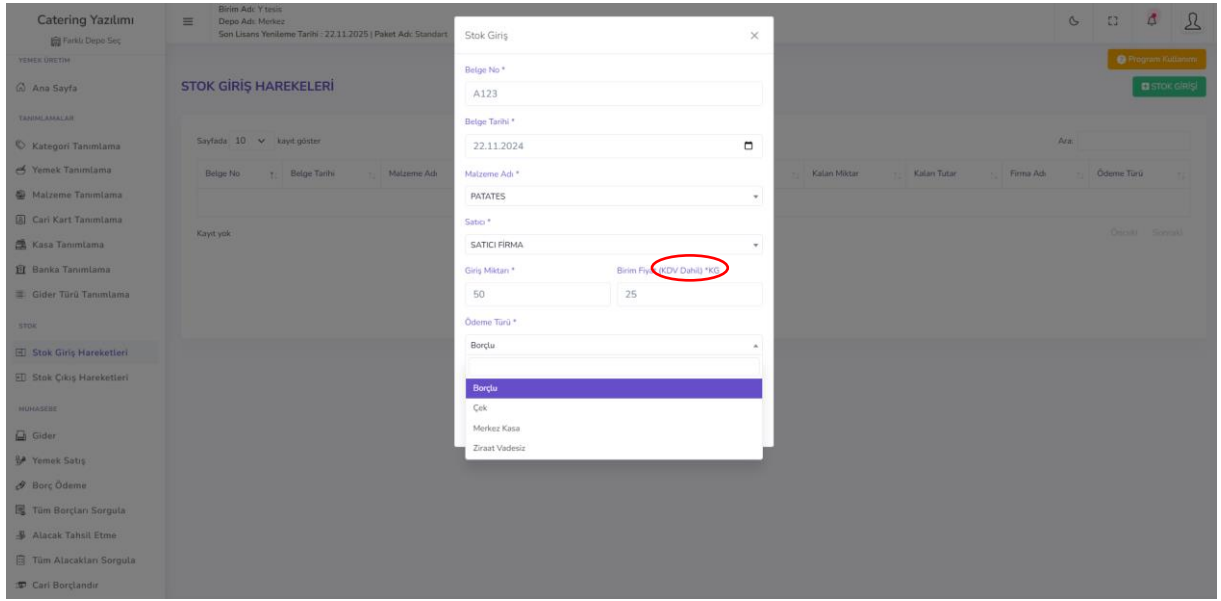 Catering Yazılımı
Farklı Depo Seç
YEMEK ÜRETİM
Ana Sayfa
TANIMLAMALAR
Kategori Tanımlama
Yemek Tanımlama
Malzeme Tanımlama
Cari Kart Tanımlama
Kasa Tanımlama
Banka Tanımlama
Gider Türü Tanımlama
STOK
Stok Giriş Hareketleri
Stok Çıkış Hareketleri
MUHASEBE
Gider
Yemek Satış
Borç Ödeme
Tüm Borçları Sorgula
Alacak Tahsil Etme
Tüm Alacakları Sorgula
Cari Borçlandır
Birim Adı: Y tesis
Depo Adı: Merkez
Son Lisans Yenileme Tarihi : 22.11.2025 | Paket Adı: Standart
Program Kullanımı
STOK GİRİŞ HAREKELERİ
STOK GİRİŞİ
Sayfada 10 kayıt göster
Ara:
Belge No Belge Tarihi Malzeme Adı Kalan Miktar Kalan Tutar Firma Adı Ödeme Türü
Kayıt yok
Önceki Sonraki
Stok Giriş
Belge No *
A123
Belge Tarihi *
22.11.2024
Malzeme Adı *
PATATES
Satıcı *
SATICI FİRMA
Giriş Miktarı * Birim Fiyat (KDV Dahil) *KG
50 25
Ödeme Türü *
Borçlu
Borçlu
Çek
Merkez Kasa
Ziraat Vadesiz